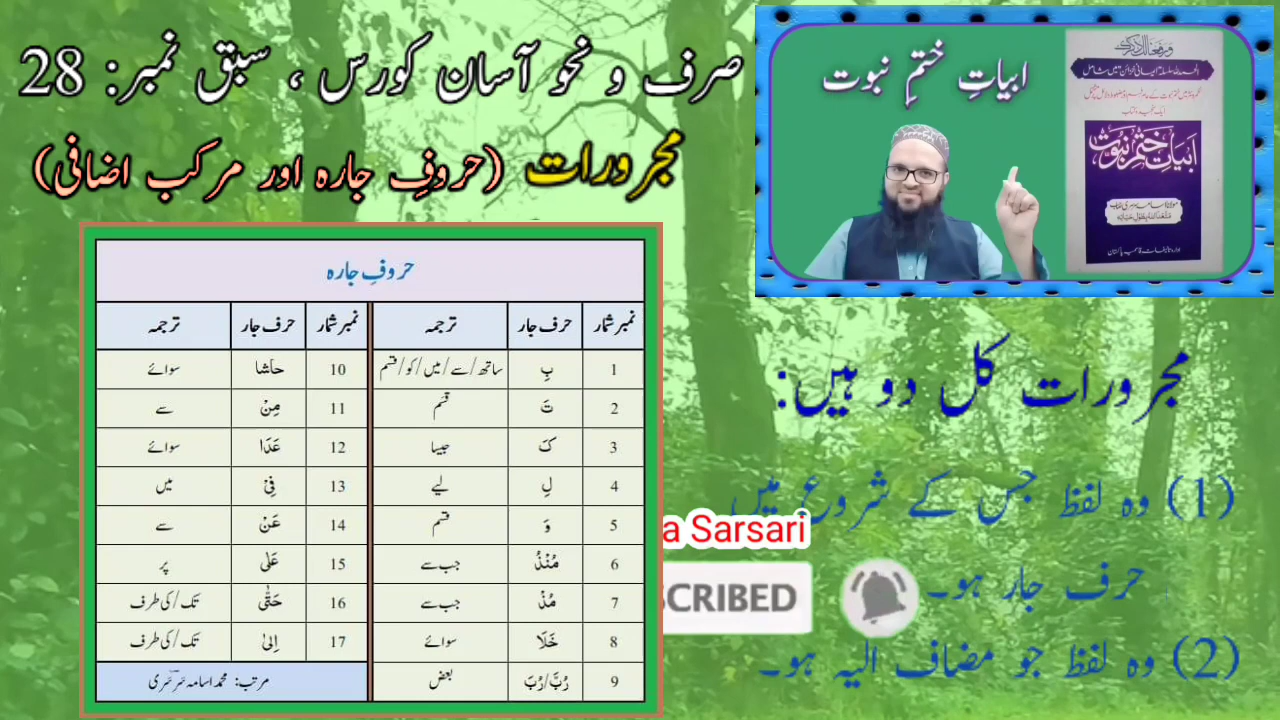 صرف و نحو آسان کورس ، سبق نمبر: 28
مجرورات (حروفِ جارہ اور مرکب اضافی)
ابیاتِ ختمِ نبوت
ابیاتِ ختمِ نبوت
حروفِ جارہ
نمبر شمار حرف جار ترجمہ نمبر شمار حرف جار ترجمہ
1 بِ ساتھ/سے/میں/کو/قسم 10 حاشا سوائے
2 تَ قسم 11 مِنْ سے
3 کَ جیسا 12 عَدَا سوائے
4 لِ لیے 13 فِیْ میں
5 وَ قسم 14 عَنْ سے
6 مُنْذُ جب سے 15 عَلٰی پر
7 مُذْ جب سے 16 حَتّٰی تک/کی طرف
8 خَلَا سوائے 17 اِلٰی تک/کی طرف
9 رُبَّ/رُبَ بعض مرتب: محمد اسامہ سَرسَری
مجرورات کل دو ہیں:
(1) وہ لفظ جس کے شروع میں
حرف جار ہو۔
(2) وہ لفظ جو مضاف الیہ ہو۔
a Sarsari
SCRIBED